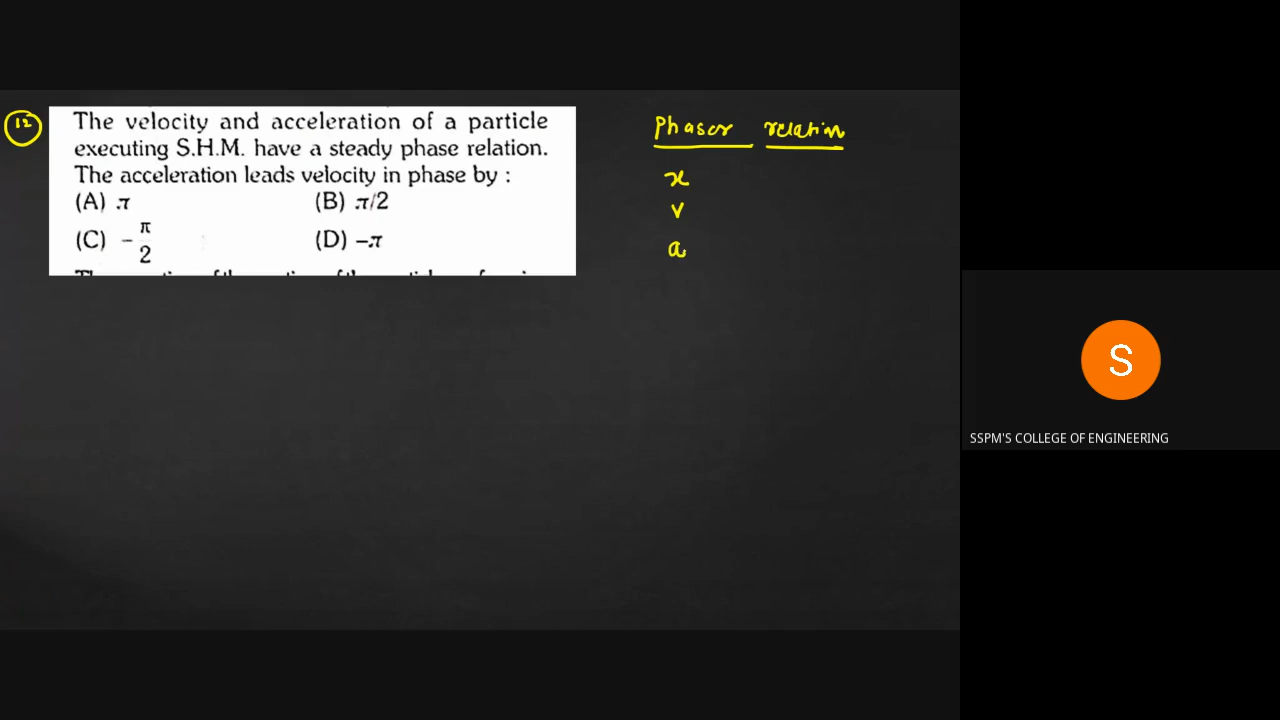 12
The velocity and acceleration of a particle
executing S.H.M. have a steady phase relation.
The acceleration leads velocity in phase by :
(A) π (B) π/2
(C) -π/2 (D) -π
Phasor relation
x
v
a
S
SSPM'S COLLEGE OF ENGINEERING